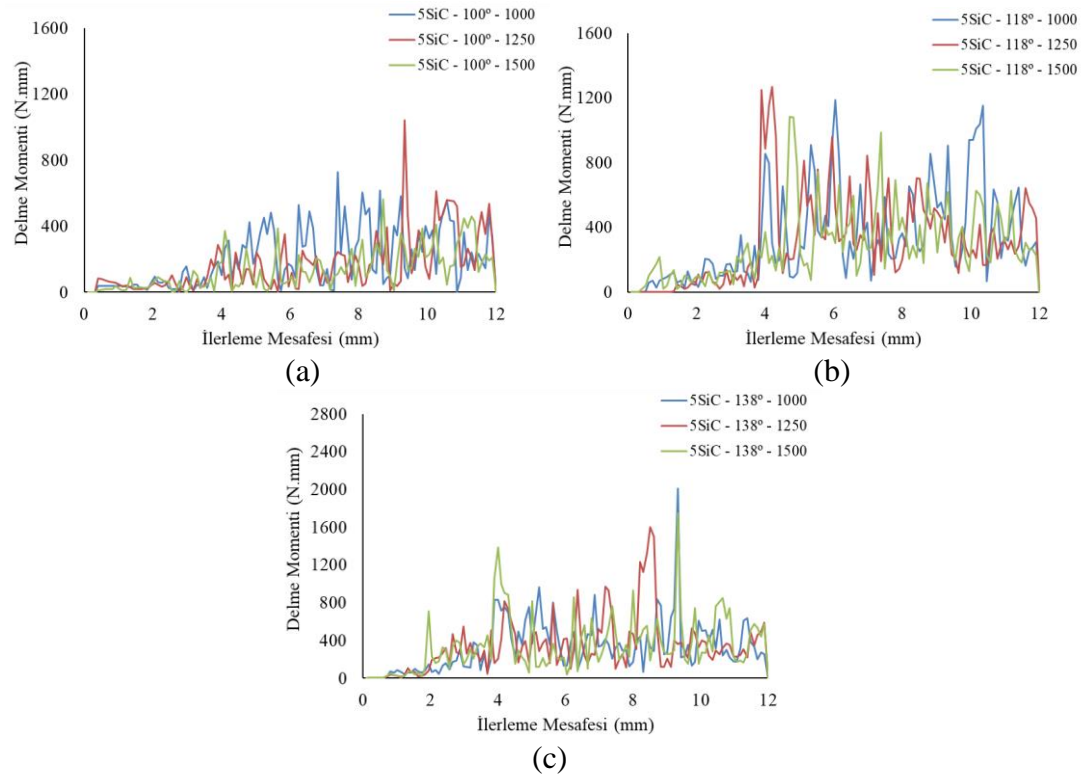 5SiC - 100º - 1000
5SiC - 100º - 1250
5SiC - 100º - 1500
Delme Momenti (N.mm)
1600
1200
800
400
0
0 2 4 6 8 10 12
İlerleme Mesafesi (mm)
(a)
5SiC - 118º - 1000
5SiC - 118º - 1250
5SiC - 118º - 1500
Delme Momenti (N.mm)
1600
1200
800
400
0
0 2 4 6 8 10 12
İlerleme Mesafesi (mm)
(b)
5SiC - 138º - 1000
5SiC - 138º - 1250
5SiC - 138º - 1500
Delme Momenti (N.mm)
2800
2400
2000
1600
1200
800
400
0
0 2 4 6 8 10 12
İlerleme Mesafesi (mm)
(c)